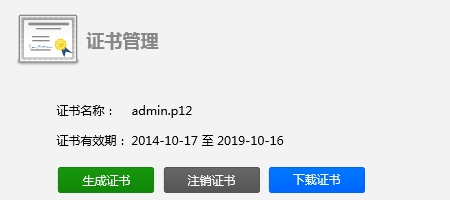 证书管理
证书名称： admin.p12
证书有效期： 2014-10-17 至 2019-10-16
生成证书 注销证书 下载证书